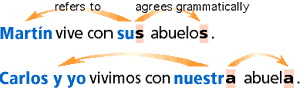 refers to agrees grammatically
Martín vive con sus abuelos.
Carlos y yo vivimos con nuestra abuela.